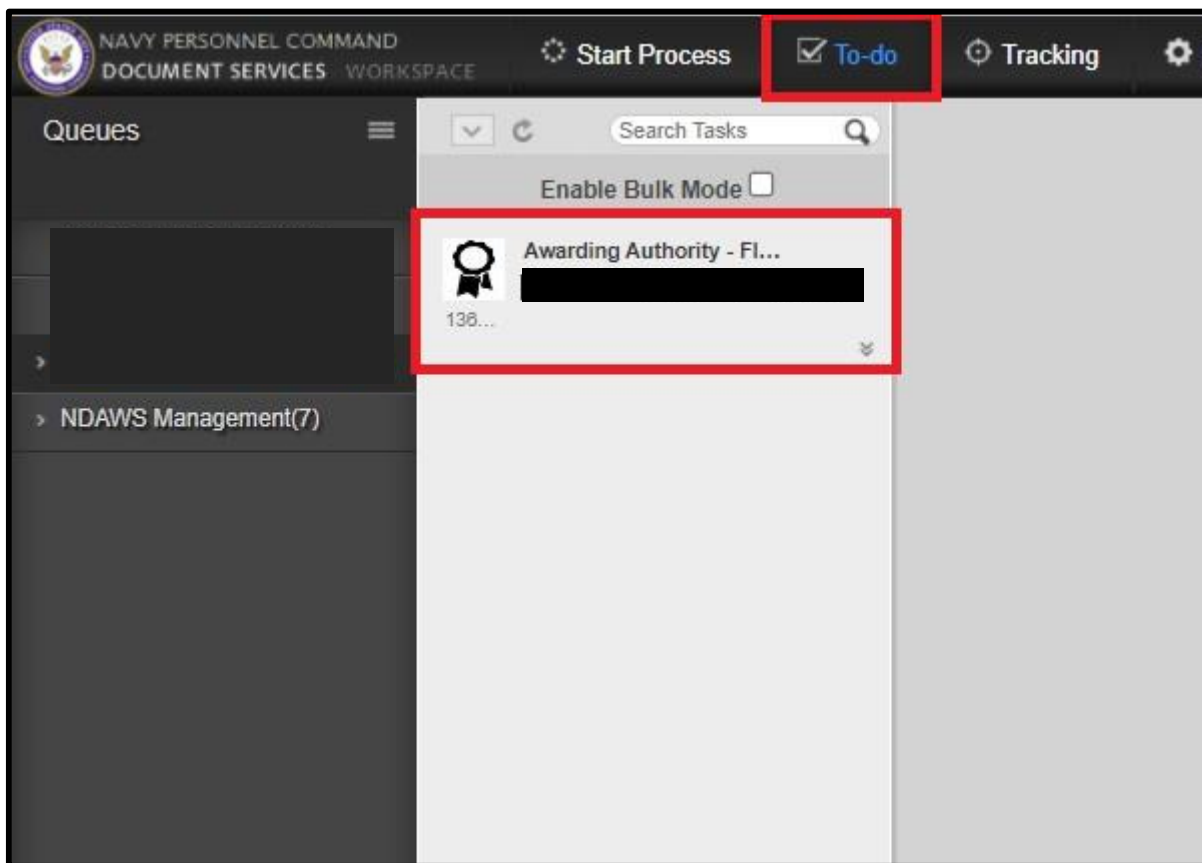 NAVY PERSONNEL COMMAND
DOCUMENT SERVICES WORKSPACE
Start Process
To-do
Tracking
Queues
Search Tasks
Enable Bulk Mode
Awarding Authority - Fl...
136...
NDAWS Management(7)